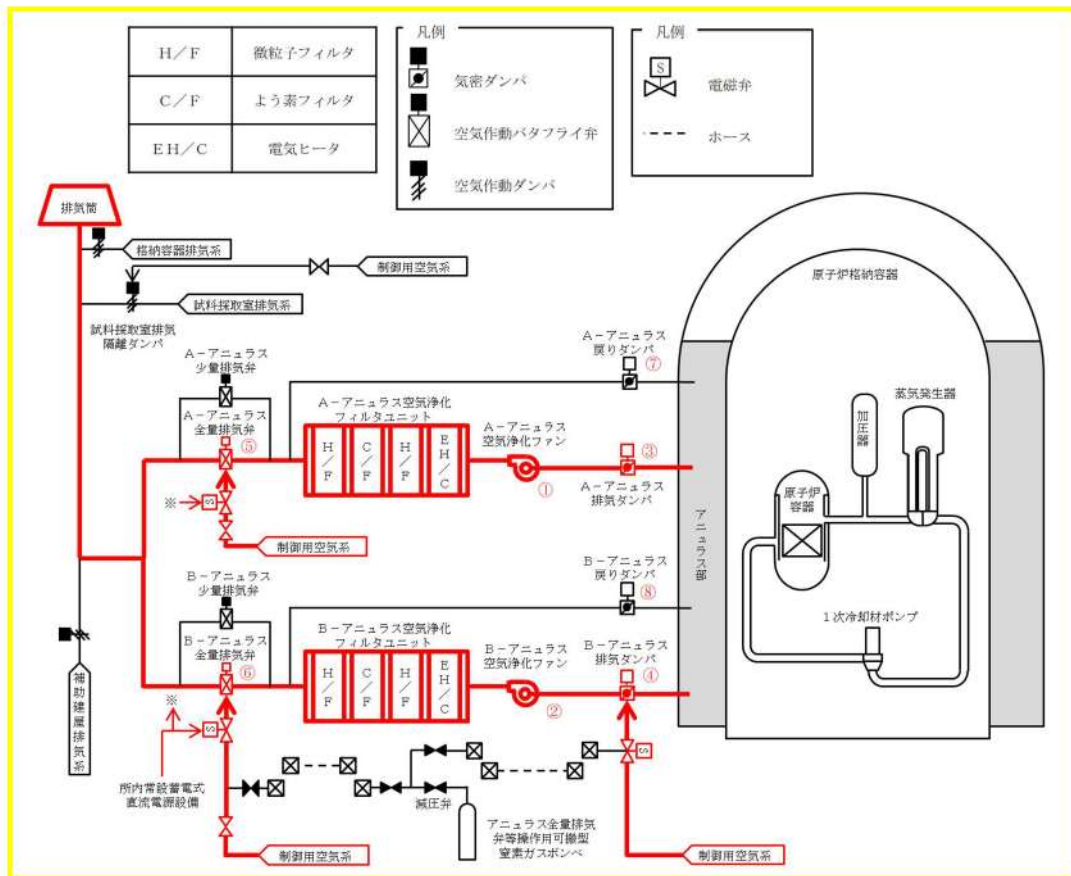 H／F
微粒子フィルタ
C／F
よう素フィルタ
EH／C
電気ヒータ
凡例
気密ダンパ
空気作動バタフライ弁
空気作動ダンパ
凡例
S
電磁弁
ホース
排気筒
格納容器排気系
制御用空気系
試料採取室排気系
試料採取室排気
隔離ダンパ
原子炉格納容器
A－アニュラス
戻りダンパ
⑦
A－アニュラス
少量排気弁
A－アニュラス
全量排気弁
⑤
A－アニュラス空気浄化
フィルタユニット
H／F
C／F
H／F
EH／C
A－アニュラス
空気浄化ファン
①
③
A－アニュラス
排気ダンパ
※
S
制御用空気系
蒸気発生器
加圧器
原子炉
容器
アニュラス部
1次冷却材ポンプ
B－アニュラス
戻りダンパ
⑧
B－アニュラス
少量排気弁
B－アニュラス
全量排気弁
⑥
B－アニュラス空気浄化
フィルタユニット
H／F
C／F
H／F
EH／C
B－アニュラス
空気浄化ファン
②
B－アニュラス
排気ダンパ
④
補助建屋排気系
※
S
所内常設蓄電式
直流電源設備
S
減圧弁
アニュラス全量排気
弁等操作用可搬型
窒素ガスボンベ
制御用空気系
制御用空気系